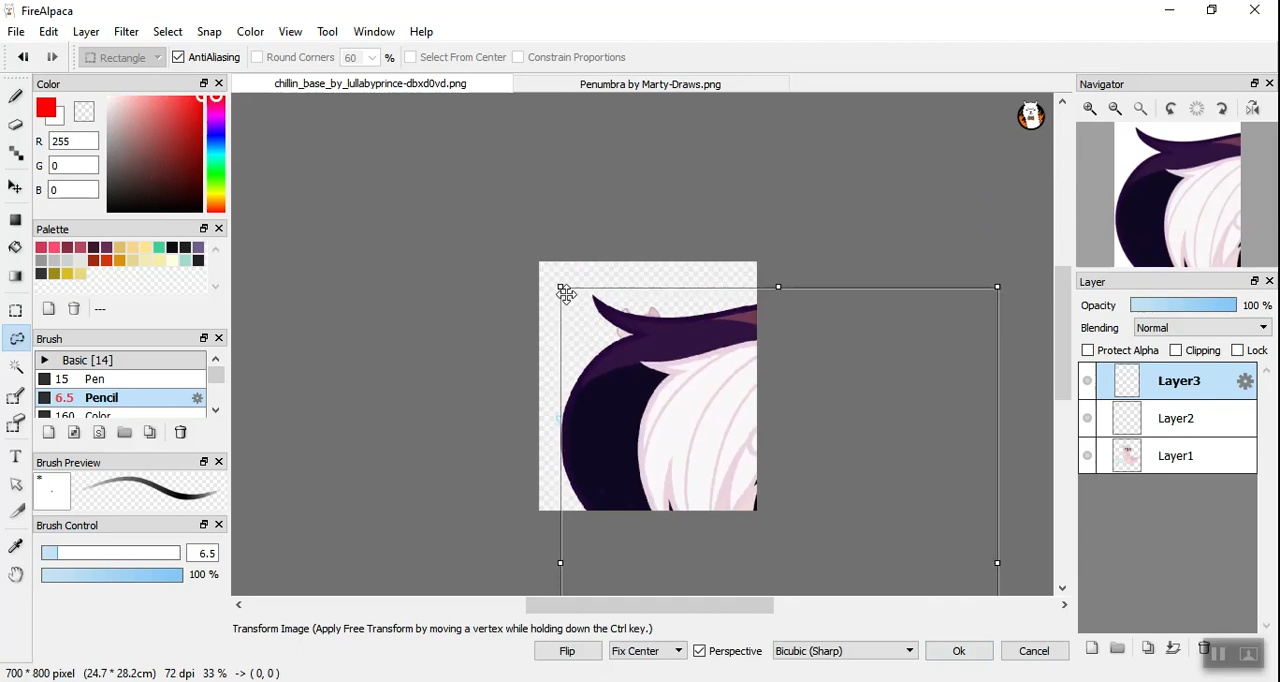 FireAlpaca
File Edit Layer Filter Select Snap Color View Tool Window Help
Rectangle AntiAliasing Round Corners 60 % Select From Center Constrain Proportions
Color
R 255
G 0
B 0
Palette
---
Brush
Basic [14]
15 Pen
6.5 Pencil
160 Color
Brush Preview
*
Brush Control
6.5
100 %
chillin_base_by_lullabyprince-dbxd0vd.png Penumbra by Marty-Draws.png
Transform Image (Apply Free Transform by moving a vertex while holding down the Ctrl key.)
Flip Fix Center Perspective Bicubic (Sharp) Ok Cancel
Navigator
Layer
Opacity 100 %
Blending Normal
Protect Alpha Clipping Lock
Layer3
Layer2
Layer1
700 * 800 pixel (24.7 * 28.2cm) 72 dpi 33 % -> ( 0, 0 )